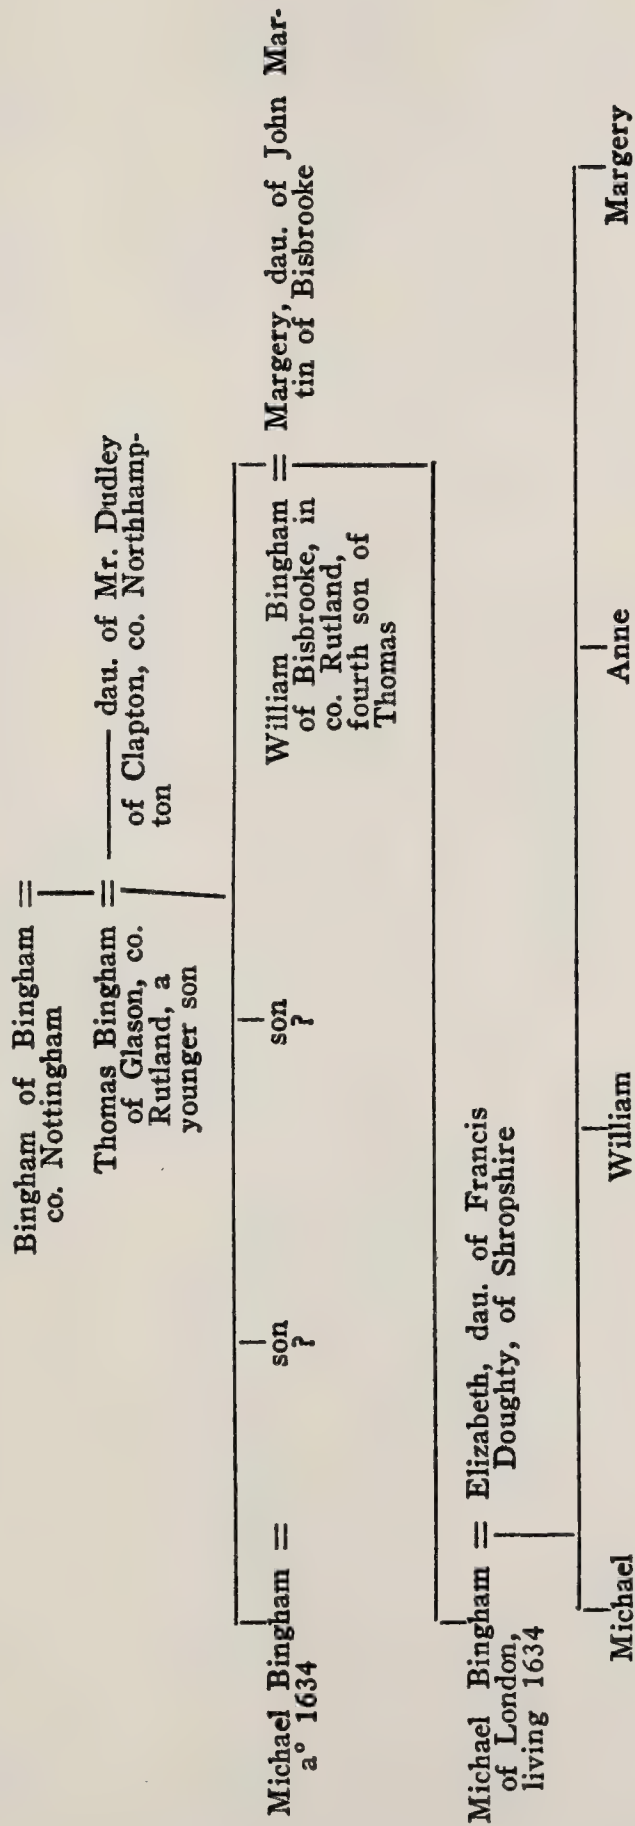 Bingham of Bingham =
co. Nottingham
Thomas Bingham = —— dau. of Mr. Dudley
of Glason, co.
Rutland, a
younger son
of Clapton, co. Northhamp-
ton
Michael Bingham =
a° 1634
son
?
son
?
William Bingham = Margery, dau. of John Mar-
of Bisbrooke, in
co. Rutland,
fourth son of
Thomas
tin of Bisbrooke
Michael Bingham = Elizabeth, dau. of Francis
of London,
living 1634
Doughty, of Shropshire
Michael
William
Anne
Margery